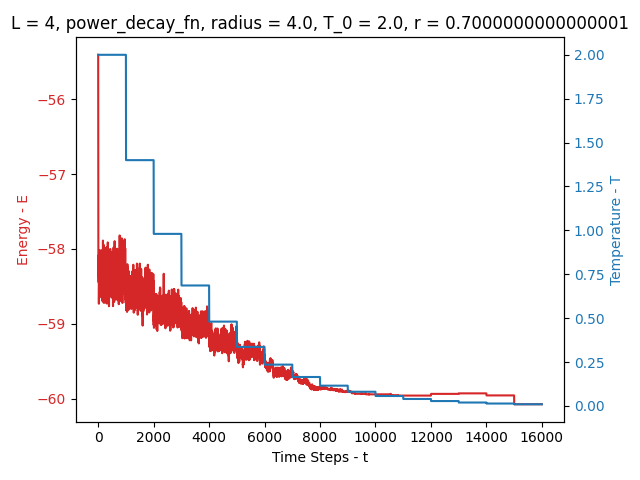 L = 4, power_decay_fn, radius = 4.0, T_0 = 2.0, r = 0.7000000000000001
Energy - E
−56
−57
−58
−59
−60
2.00
1.75
1.50
1.25
1.00
0.75
0.50
0.25
0.00
Temperature - T
0 2000 4000 6000 8000 10000 12000 14000 16000
Time Steps - t